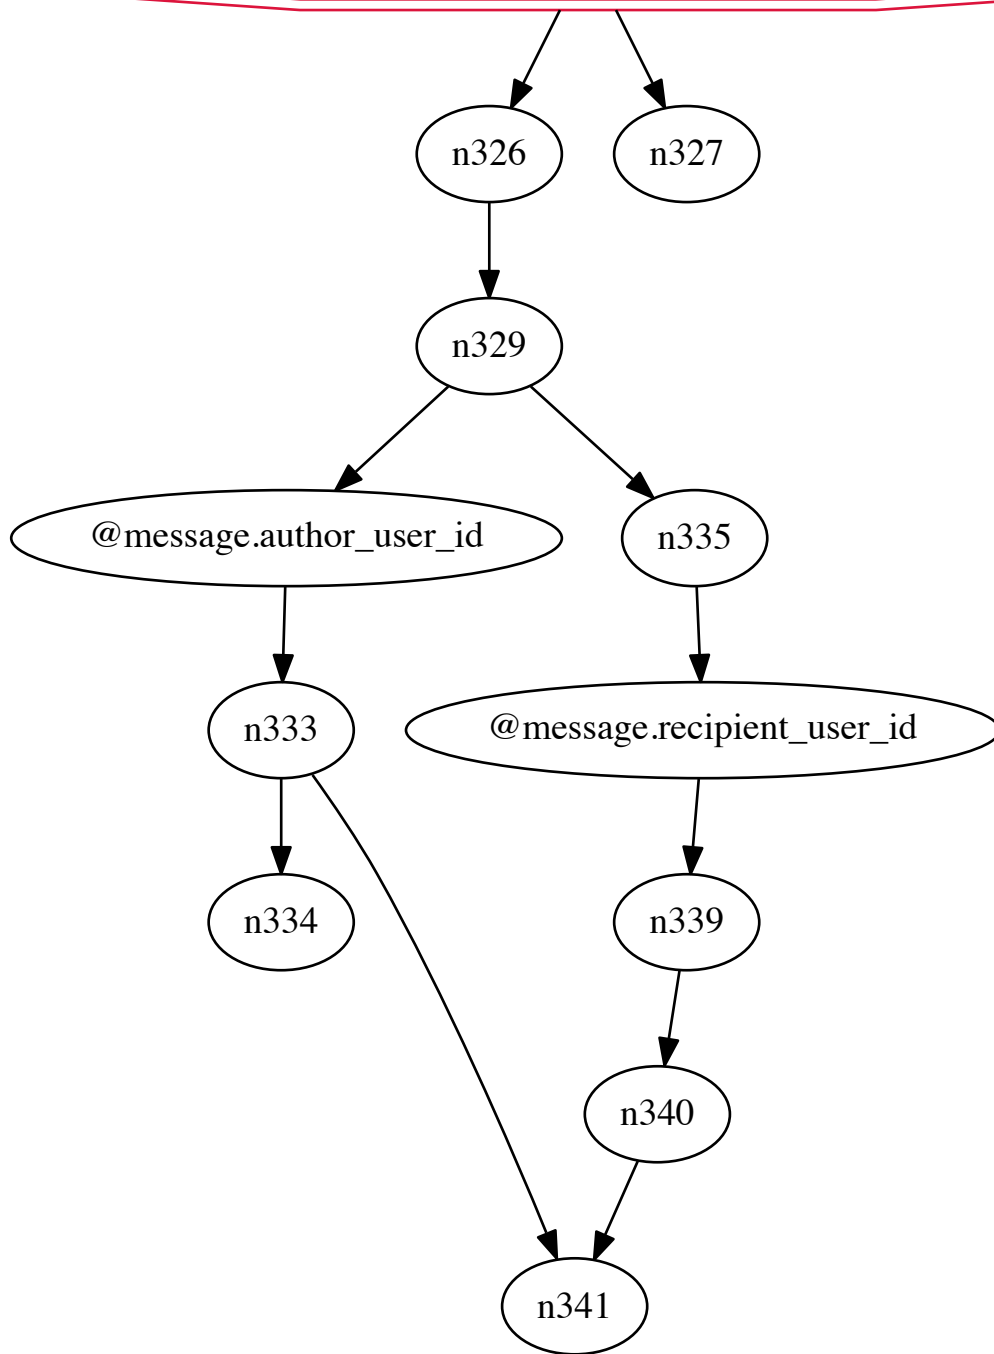 n326
n327
n329
@message.author_user_id
n335
n333
@message.recipient_user_id
n334
n339
n340
n341